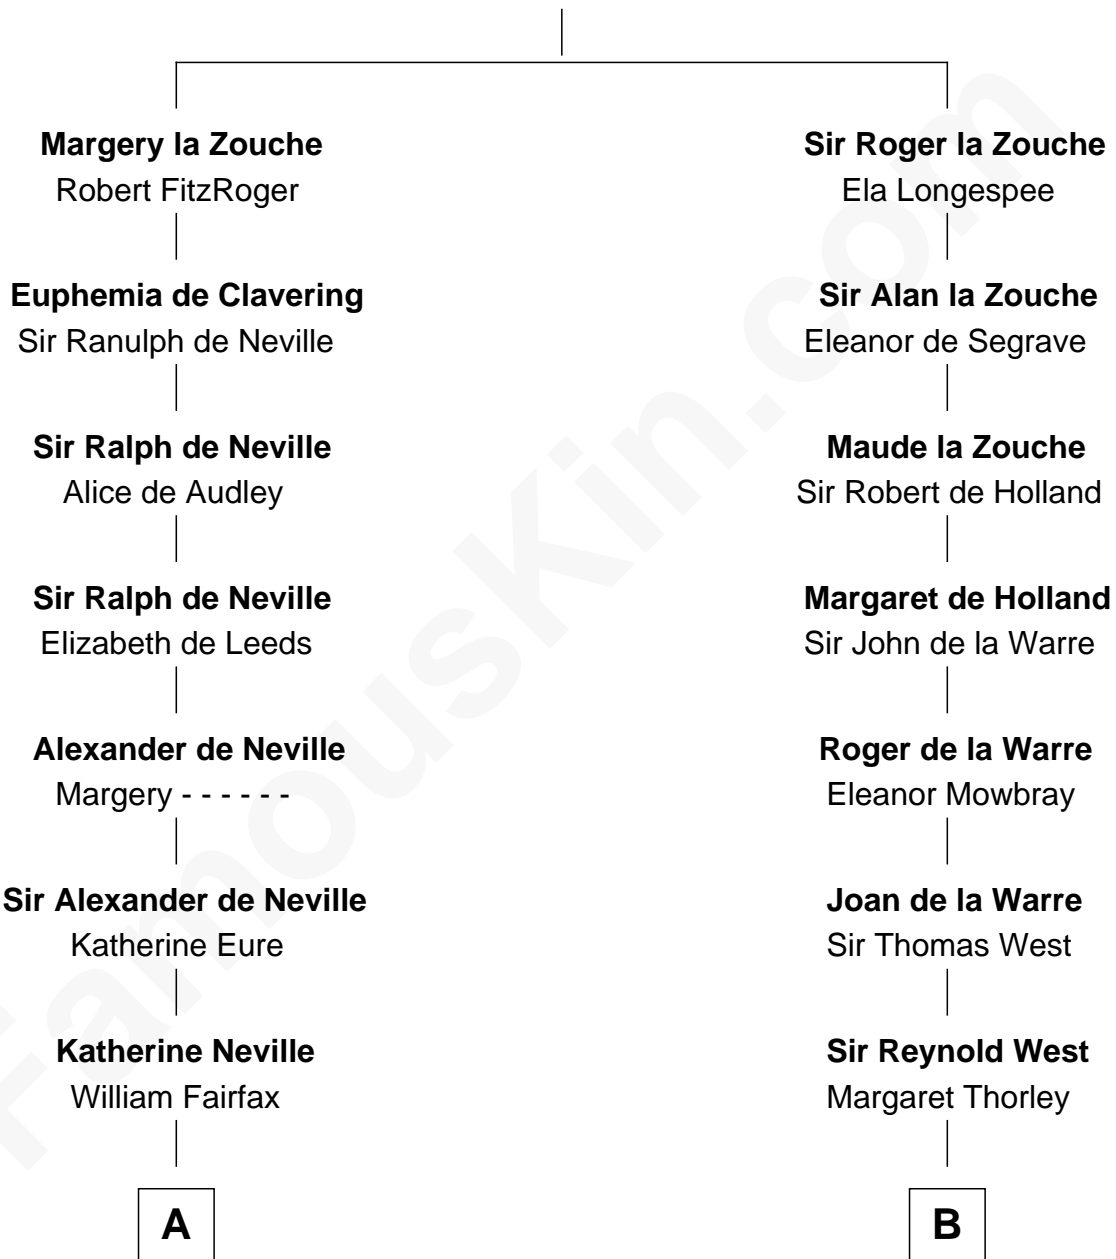 Margery la Zouche
Robert FitzRoger
Euphemia de Clavering
Sir Ranulph de Neville
Sir Ralph de Neville
Alice de Audley
Sir Ralph de Neville
Elizabeth de Leeds
Alexander de Neville
Margery - - - - - -
Sir Alexander de Neville
Katherine Eure
Katherine Neville
William Fairfax
A
Sir Roger la Zouche
Ela Longespee
Sir Alan la Zouche
Eleanor de Segrave
Maude la Zouche
Sir Robert de Holland
Margaret de Holland
Sir John de la Warre
Roger de la Warre
Eleanor Mowbray
Joan de la Warre
Sir Thomas West
Sir Reynold West
Margaret Thorley
B
FamousKin.com